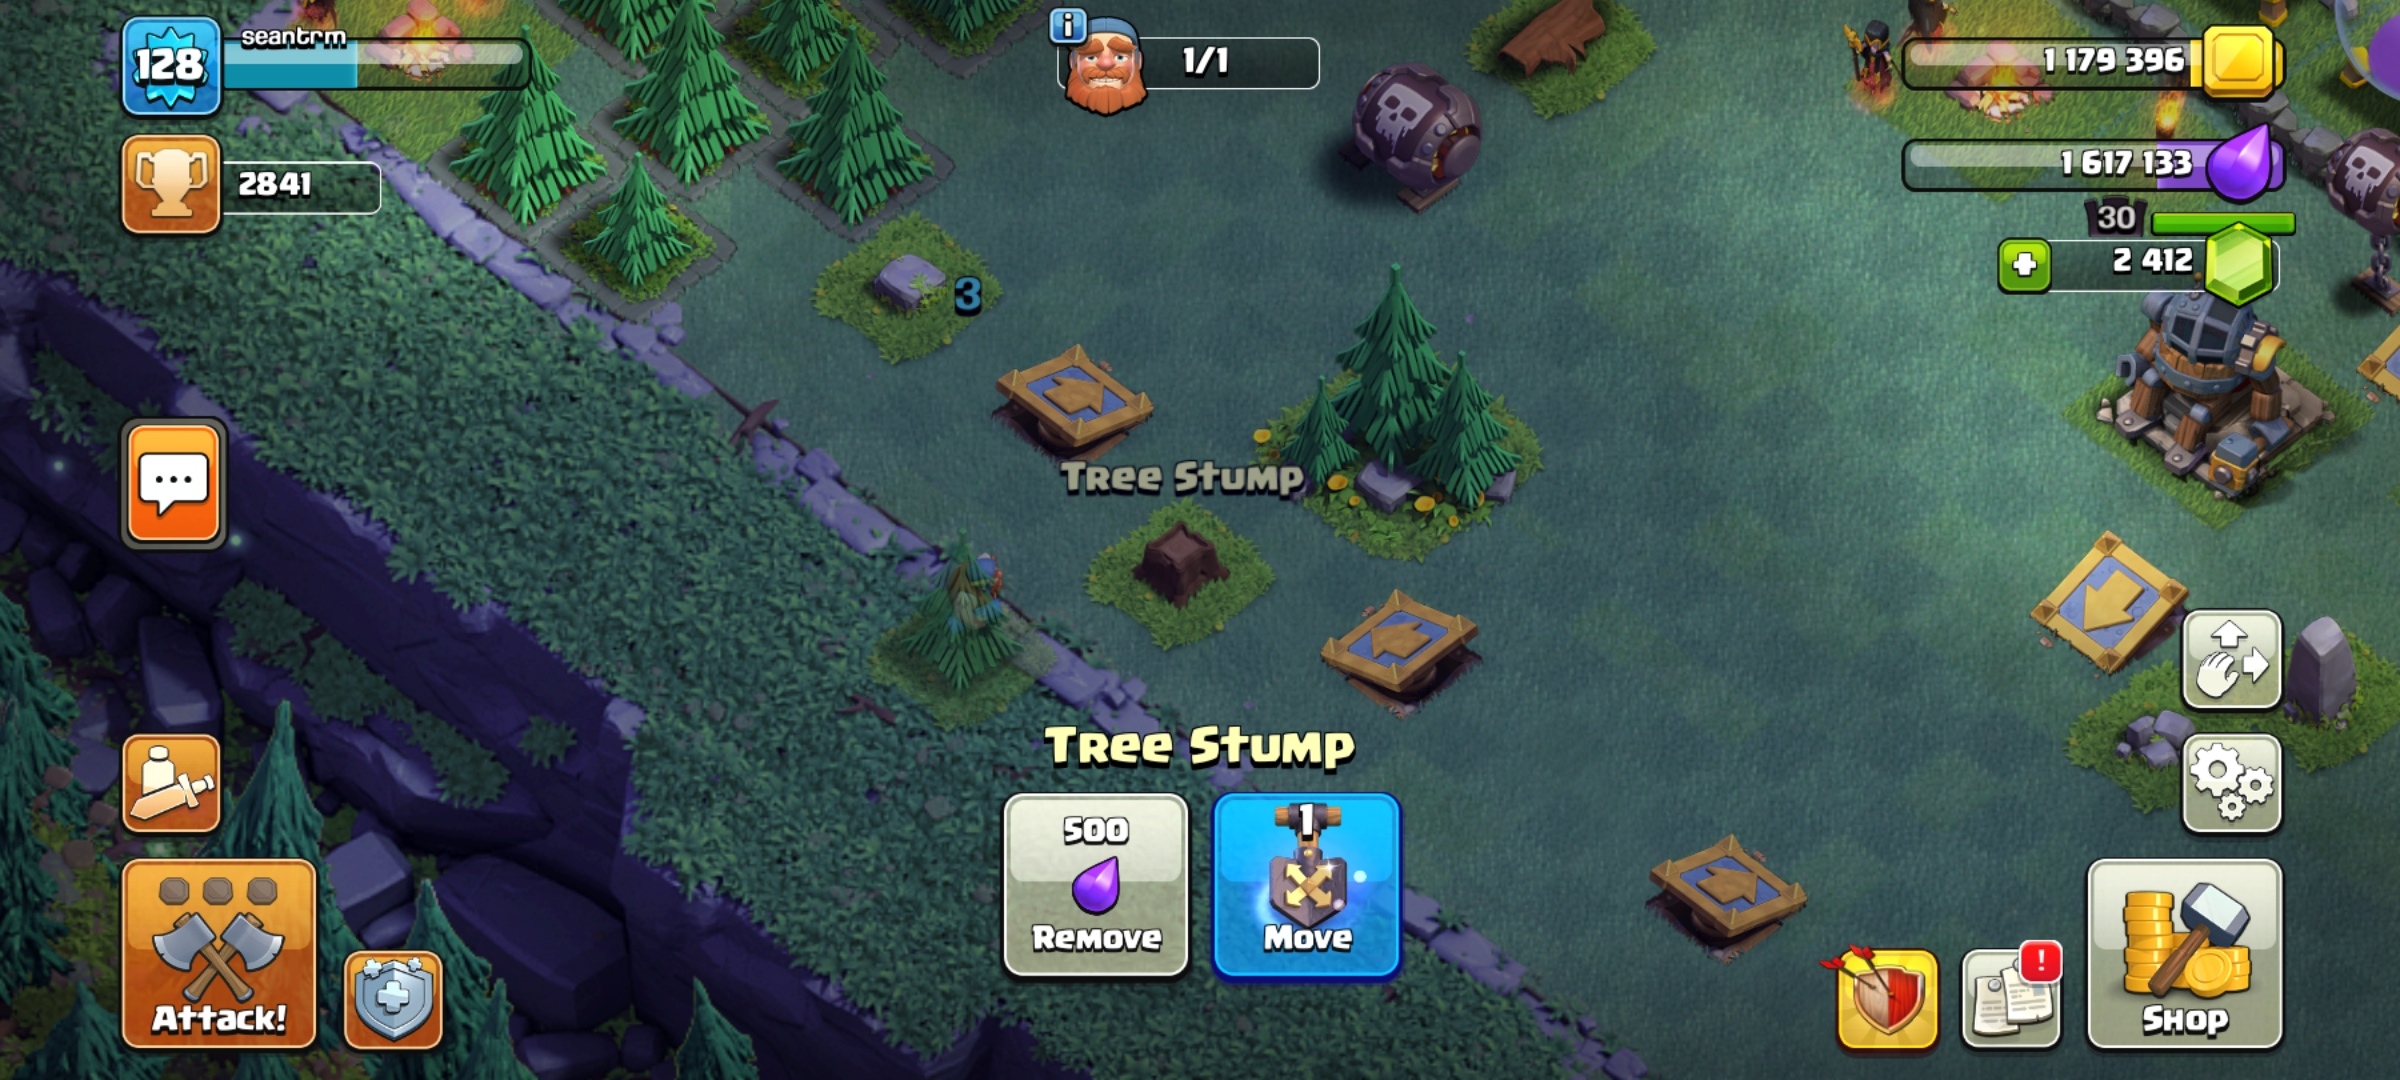 128
seantrm
i
1/1
1 179 396
2841
1 617 133
30
2 412
3
Tree Stump
Tree Stump
500
Remove
1
Move
Attack!
!
Shop